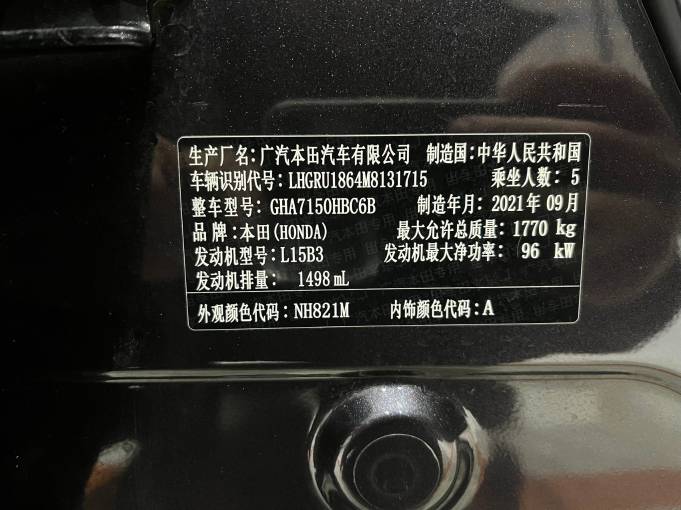 生产厂名:广汽本田汽车有限公司 制造国:中华人民共和国
车辆识别代号:LHGRU1864M8131715 乘坐人数:5
整车型号:GHA7150HBC6B 制造年月:2021年09月
品牌:本田(HONDA) 最大允许总质量:1770 kg
发动机型号:L15B3 发动机最大净功率:96 kW
发动机排量: 1498 mL
外观颜色代码:NH821M 内饰颜色代码:A